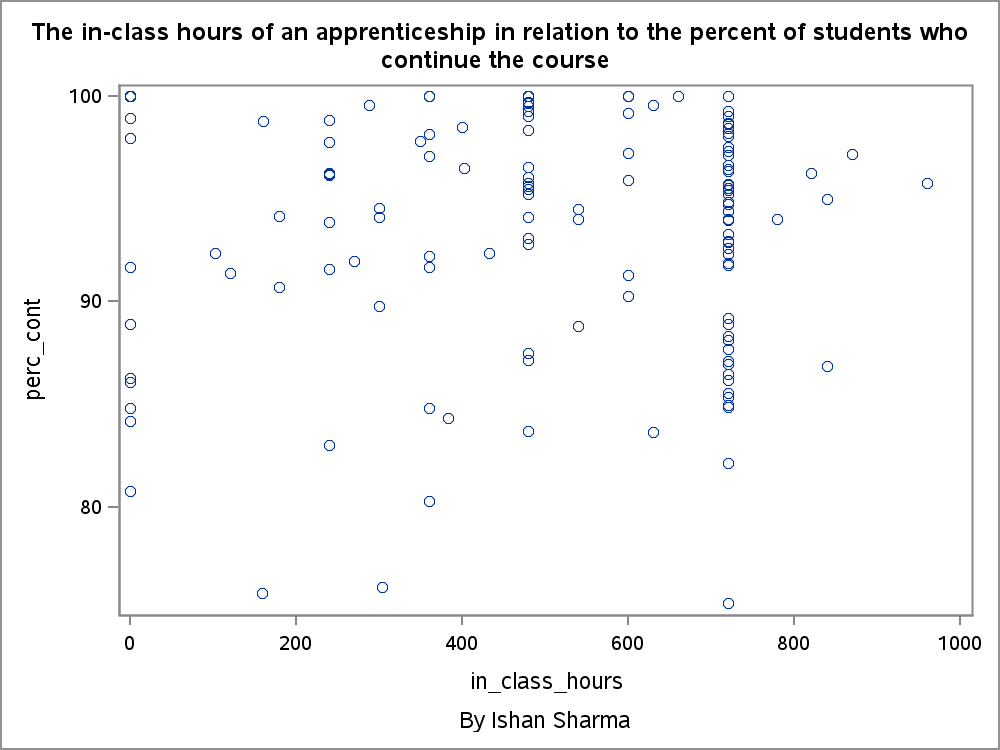 The in-class hours of an apprenticeship in relation to the percent of students who
continue the course
100
90
80
perc_cont
0 200 400 600 800 1000
in_class_hours
By Ishan Sharma